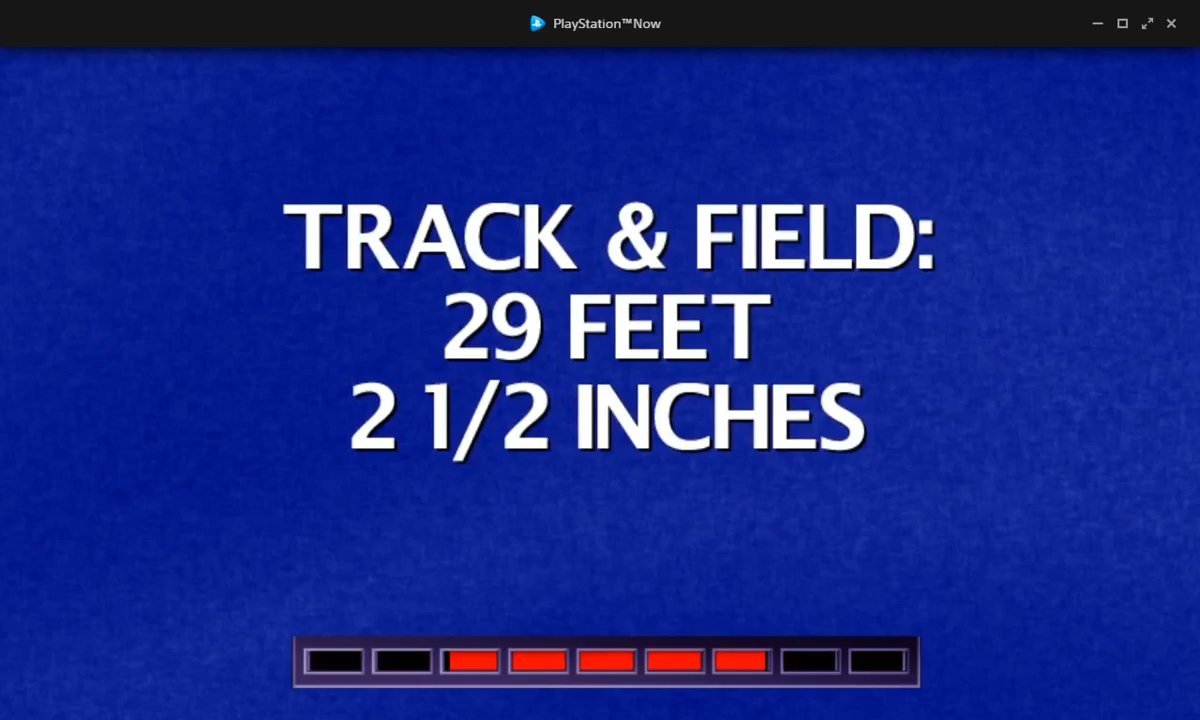 PlayStation™Now
TRACK & FIELD:
29 FEET
2 1/2 INCHES